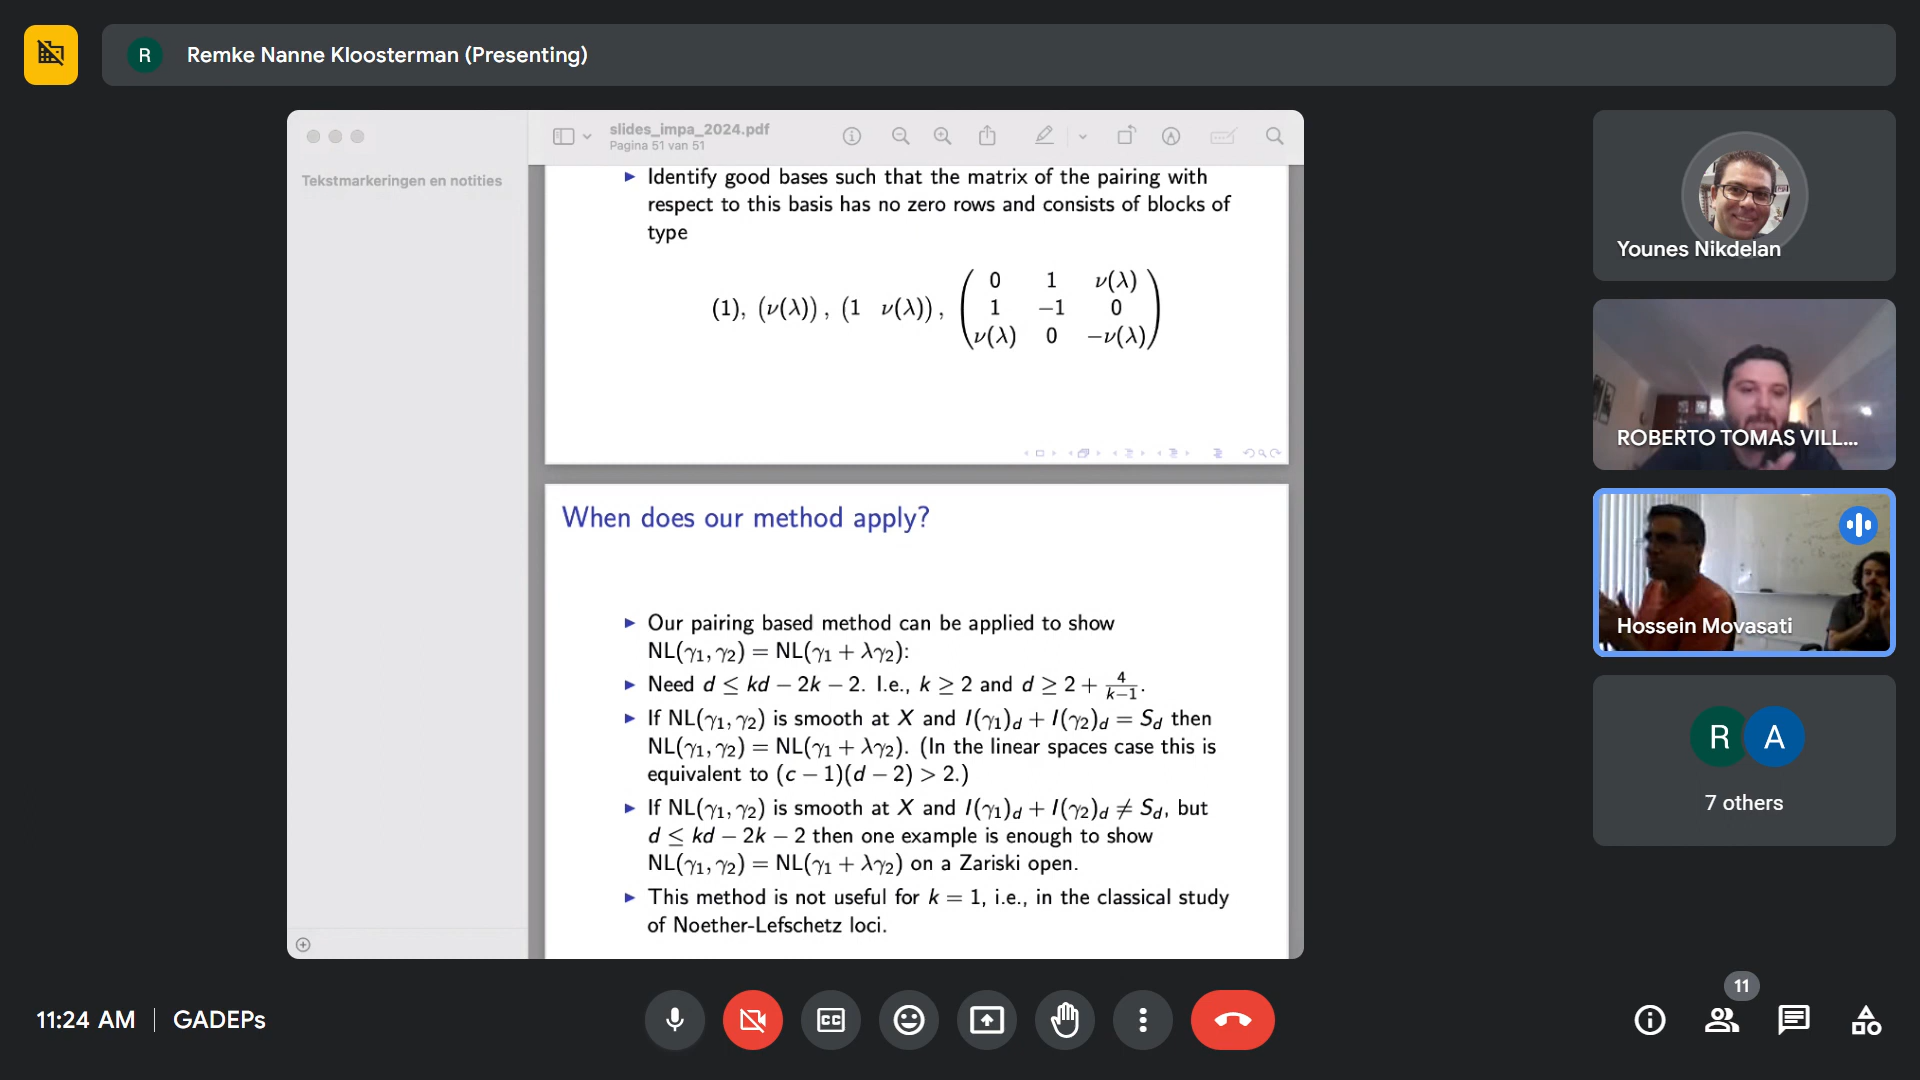 R Remke Nanne Kloosterman (Presenting)
slides_impa_2024.pdf
Pagina 51 van 51
Tekstmarkeringen en notities
▶ Identify good bases such that the matrix of the pairing with
respect to this basis has no zero rows and consists of blocks of
type
(1), (ν(λ)), (1 ν(λ)), ( 0 1 ν(λ)
1 −1 0
ν(λ) 0 −ν(λ) )
When does our method apply?
▶ Our pairing based method can be applied to show
NL(γ₁, γ₂) = NL(γ₁ + λγ₂):
▶ Need d ≤ kd − 2k − 2. I.e., k ≥ 2 and d ≥ 2 + 4/(k−1).
▶ If NL(γ₁, γ₂) is smooth at X and I(γ₁)_d + I(γ₂)_d = S_d then
NL(γ₁, γ₂) = NL(γ₁ + λγ₂). (In the linear spaces case this is
equivalent to (c − 1)(d − 2) > 2.)
▶ If NL(γ₁, γ₂) is smooth at X and I(γ₁)_d + I(γ₂)_d ≠ S_d, but
d ≤ kd − 2k − 2 then one example is enough to show
NL(γ₁, γ₂) = NL(γ₁ + λγ₂) on a Zariski open.
▶ This method is not useful for k = 1, i.e., in the classical study
of Noether-Lefschetz loci.
Younes Nikdelan
ROBERTO TOMAS VILL...
Hossein Movasati
R A
7 others
11:24 AM | GADEPs
CC
11